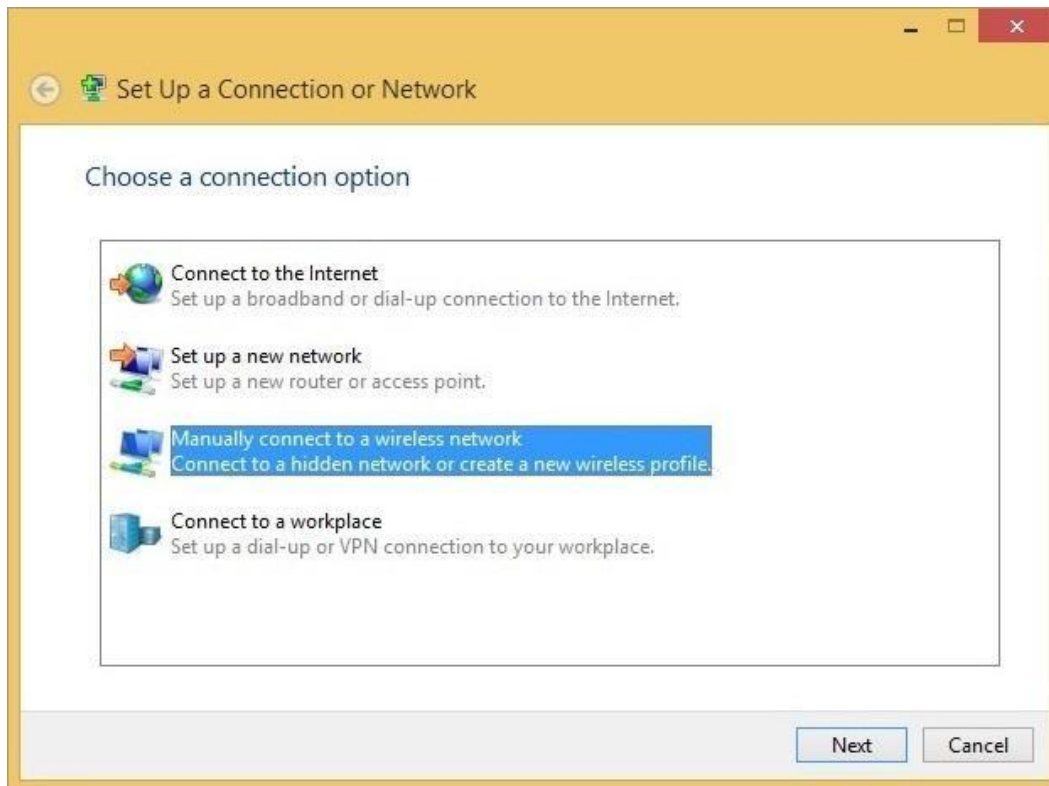 Set Up a Connection or Network
Choose a connection option
Connect to the Internet
Set up a broadband or dial-up connection to the Internet.
Set up a new network
Set up a new router or access point.
Manually connect to a wireless network
Connect to a hidden network or create a new wireless profile.
Connect to a workplace
Set up a dial-up or VPN connection to your workplace.
Next Cancel